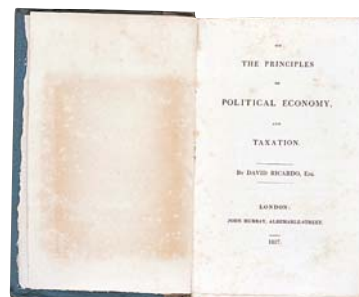 ON
THE PRINCIPLES
OF
POLITICAL ECONOMY,
AND
TAXATION.
By DAVID RICARDO, Esq.
LONDON:
JOHN MURRAY, ALBEMARLE-STREET.
1817.